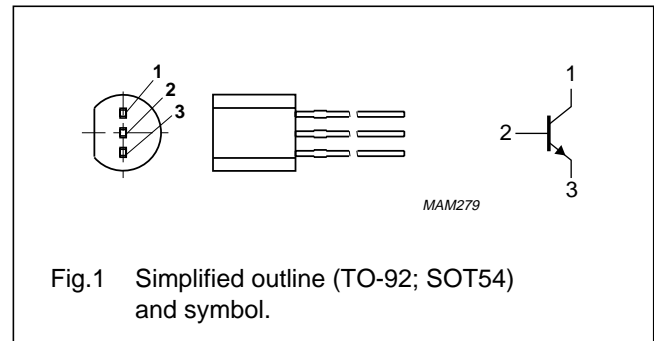 1
2
3
1
2
3
MAM279
Fig.1 Simplified outline (TO-92; SOT54)
and symbol.